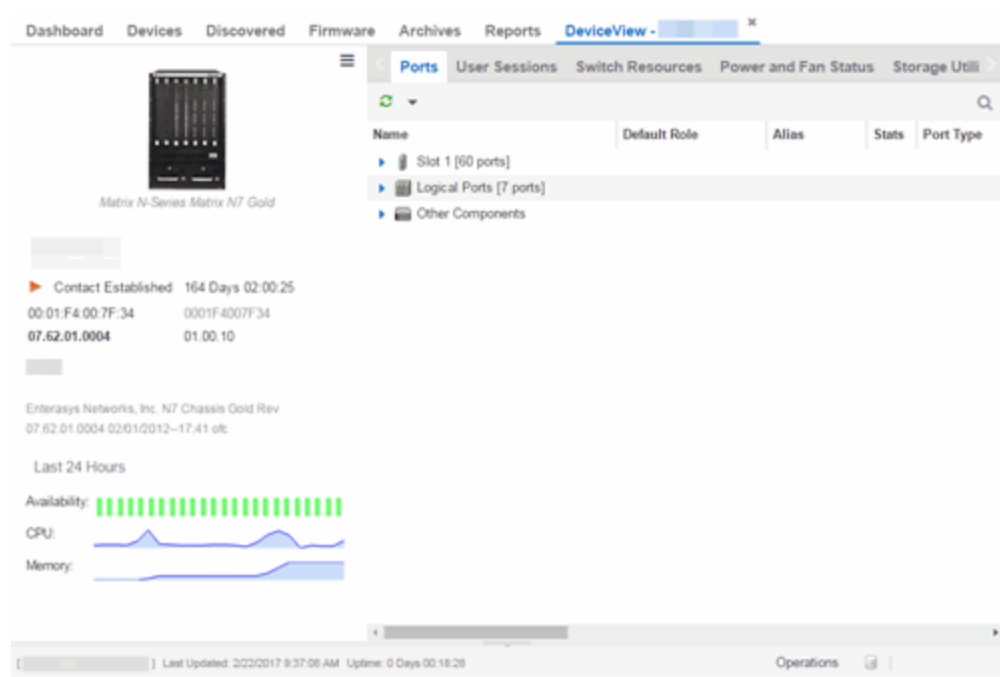 Dashboard Devices Discovered Firmware Archives Reports DeviceView -
Ports User Sessions Switch Resources Power and Fan Status Storage Utili
Name Default Role Alias Stats Port Type
Slot 1 [60 ports]
Logical Ports [7 ports]
Other Components
Matrix N-Series Matrix N7 Gold
Contact Established 164 Days 02:00:25
00:01:F4:00:7F:34 0001F4007F34
07.62.01.0004 01.00.10
Enterasys Networks, Inc. N7 Chassis Gold Rev
07.62.01.0004 02/01/2012--17:41 ofc
Last 24 Hours
Availability:
CPU:
Memory:
[ ] Last Updated: 2/22/2017 9:37:08 AM Uptime: 0 Days 00:18:28 Operations